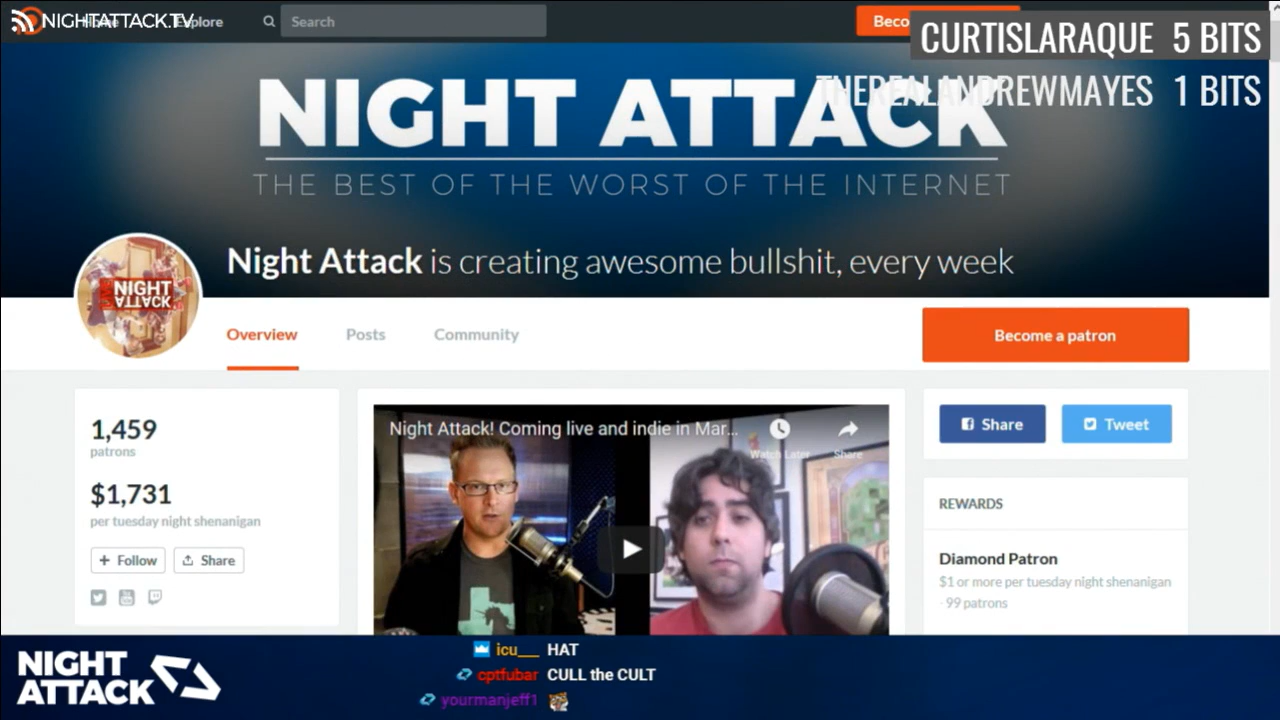 NIGHTATTACK.TV
Home
Explore
Search
Beco
CURTISLARAQUE 5 BITS
THEREALANDREWMAYES 1 BITS
NIGHT ATTACK
THE BEST OF THE WORST OF THE INTERNET
NIGHT
ATTACK
Night Attack is creating awesome bullshit, every week
Overview
Posts
Community
Become a patron
1,459
patrons
$1,731
per tuesday night shenanigan
+ Follow
Share
Night Attack! Coming live and indie in Mar...
Watch Later
Share
Share
Tweet
REWARDS
Diamond Patron
$1 or more per tuesday night shenanigan
· 99 patrons
NIGHT
ATTACK
icu___ HAT
cptfubar CULL the CULT
yourmanjeff1